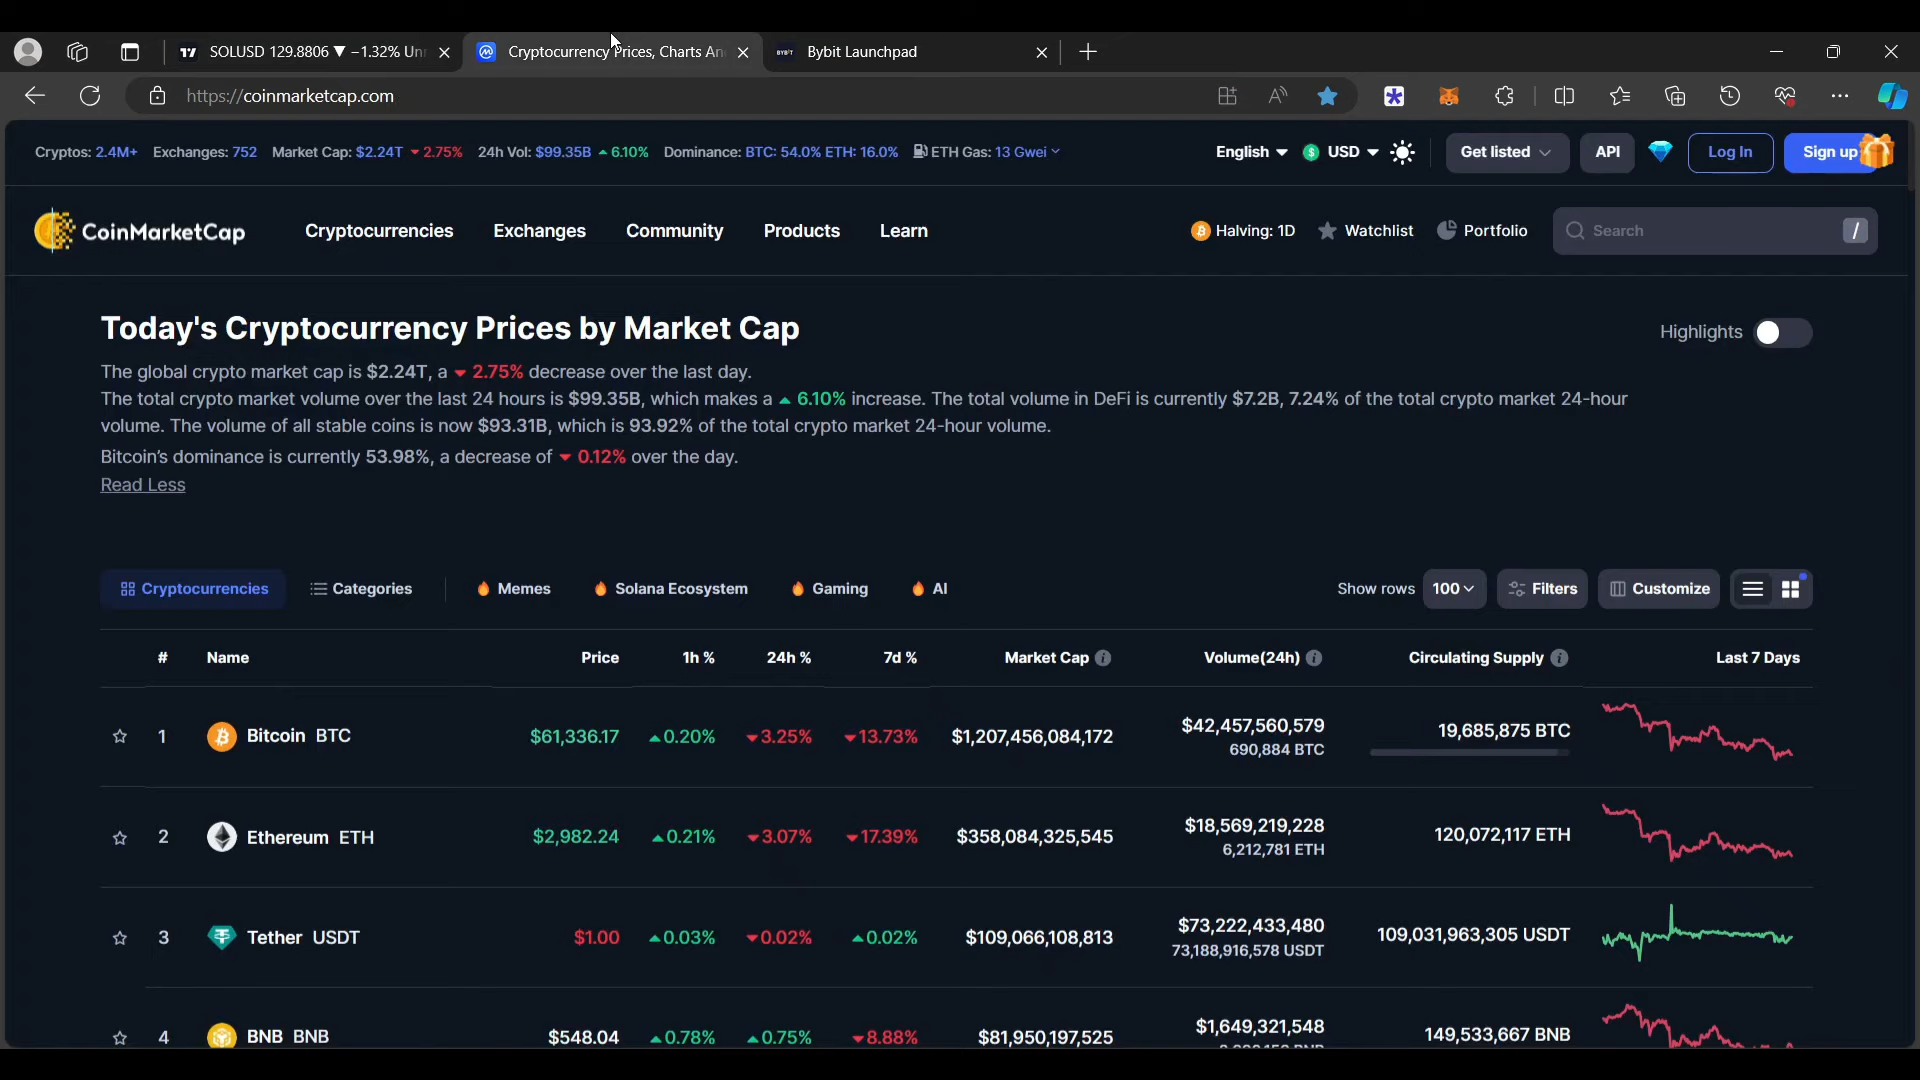 SOLUSD 129.8806 ▼ −1.32% Un
Cryptocurrency Prices, Charts An
BYBIT Bybit Launchpad
https://coinmarketcap.com
Cryptos: 2.4M+ Exchanges: 752 Market Cap: $2.24T 2.75% 24h Vol: $99.35B 6.10% Dominance: BTC: 54.0% ETH: 16.0% ETH Gas: 13 Gwei
English USD Get listed API Log In Sign up
CoinMarketCap Cryptocurrencies Exchanges Community Products Learn Halving: 1D Watchlist Portfolio Search /
Today's Cryptocurrency Prices by Market Cap
Highlights
The global crypto market cap is $2.24T, a 2.75% decrease over the last day.
The total crypto market volume over the last 24 hours is $99.35B, which makes a 6.10% increase. The total volume in DeFi is currently $7.2B, 7.24% of the total crypto market 24-hour
volume. The volume of all stable coins is now $93.31B, which is 93.92% of the total crypto market 24-hour volume.
Bitcoin's dominance is currently 53.98%, a decrease of 0.12% over the day.
Read Less
Cryptocurrencies Categories Memes Solana Ecosystem Gaming AI Show rows 100 Filters Customize
# Name Price 1h % 24h % 7d % Market Cap Volume(24h) Circulating Supply Last 7 Days
1 Bitcoin BTC $61,336.17 0.20% 3.25% 13.73% $1,207,456,084,172 $42,457,560,579 19,685,875 BTC
690,884 BTC
2 Ethereum ETH $2,982.24 0.21% 3.07% 17.39% $358,084,325,545 $18,569,219,228 120,072,117 ETH
6,212,781 ETH
3 Tether USDT $1.00 0.03% 0.02% 0.02% $109,066,108,813 $73,222,433,480 109,031,963,305 USDT
73,188,916,578 USDT
4 BNB BNB $548.04 0.78% 0.75% 8.88% $81,950,197,525 $1,649,321,548 149,533,667 BNB